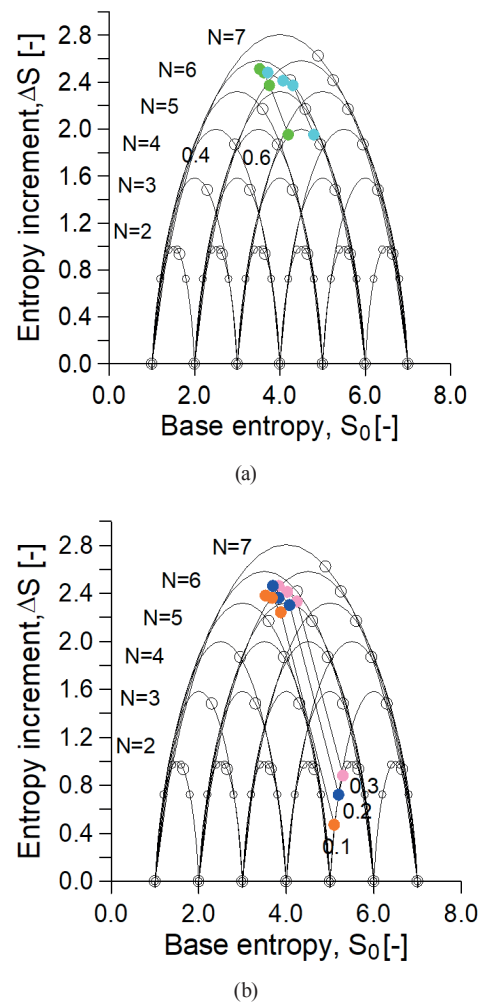 Entropy increment, ΔS [-]
2.8
2.4
2.0
1.6
1.2
0.8
0.4
0.0
N=7
N=6
N=5
N=4
N=3
N=2
0.4
0.6
0.0
2.0
4.0
6.0
8.0
Base entropy, S₀ [-]
(a)
Entropy increment, ΔS [-]
2.8
2.4
2.0
1.6
1.2
0.8
0.4
0.0
N=7
N=6
N=5
N=4
N=3
N=2
0.3
0.2
0.1
0.0
2.0
4.0
6.0
8.0
Base entropy, S₀ [-]
(b)